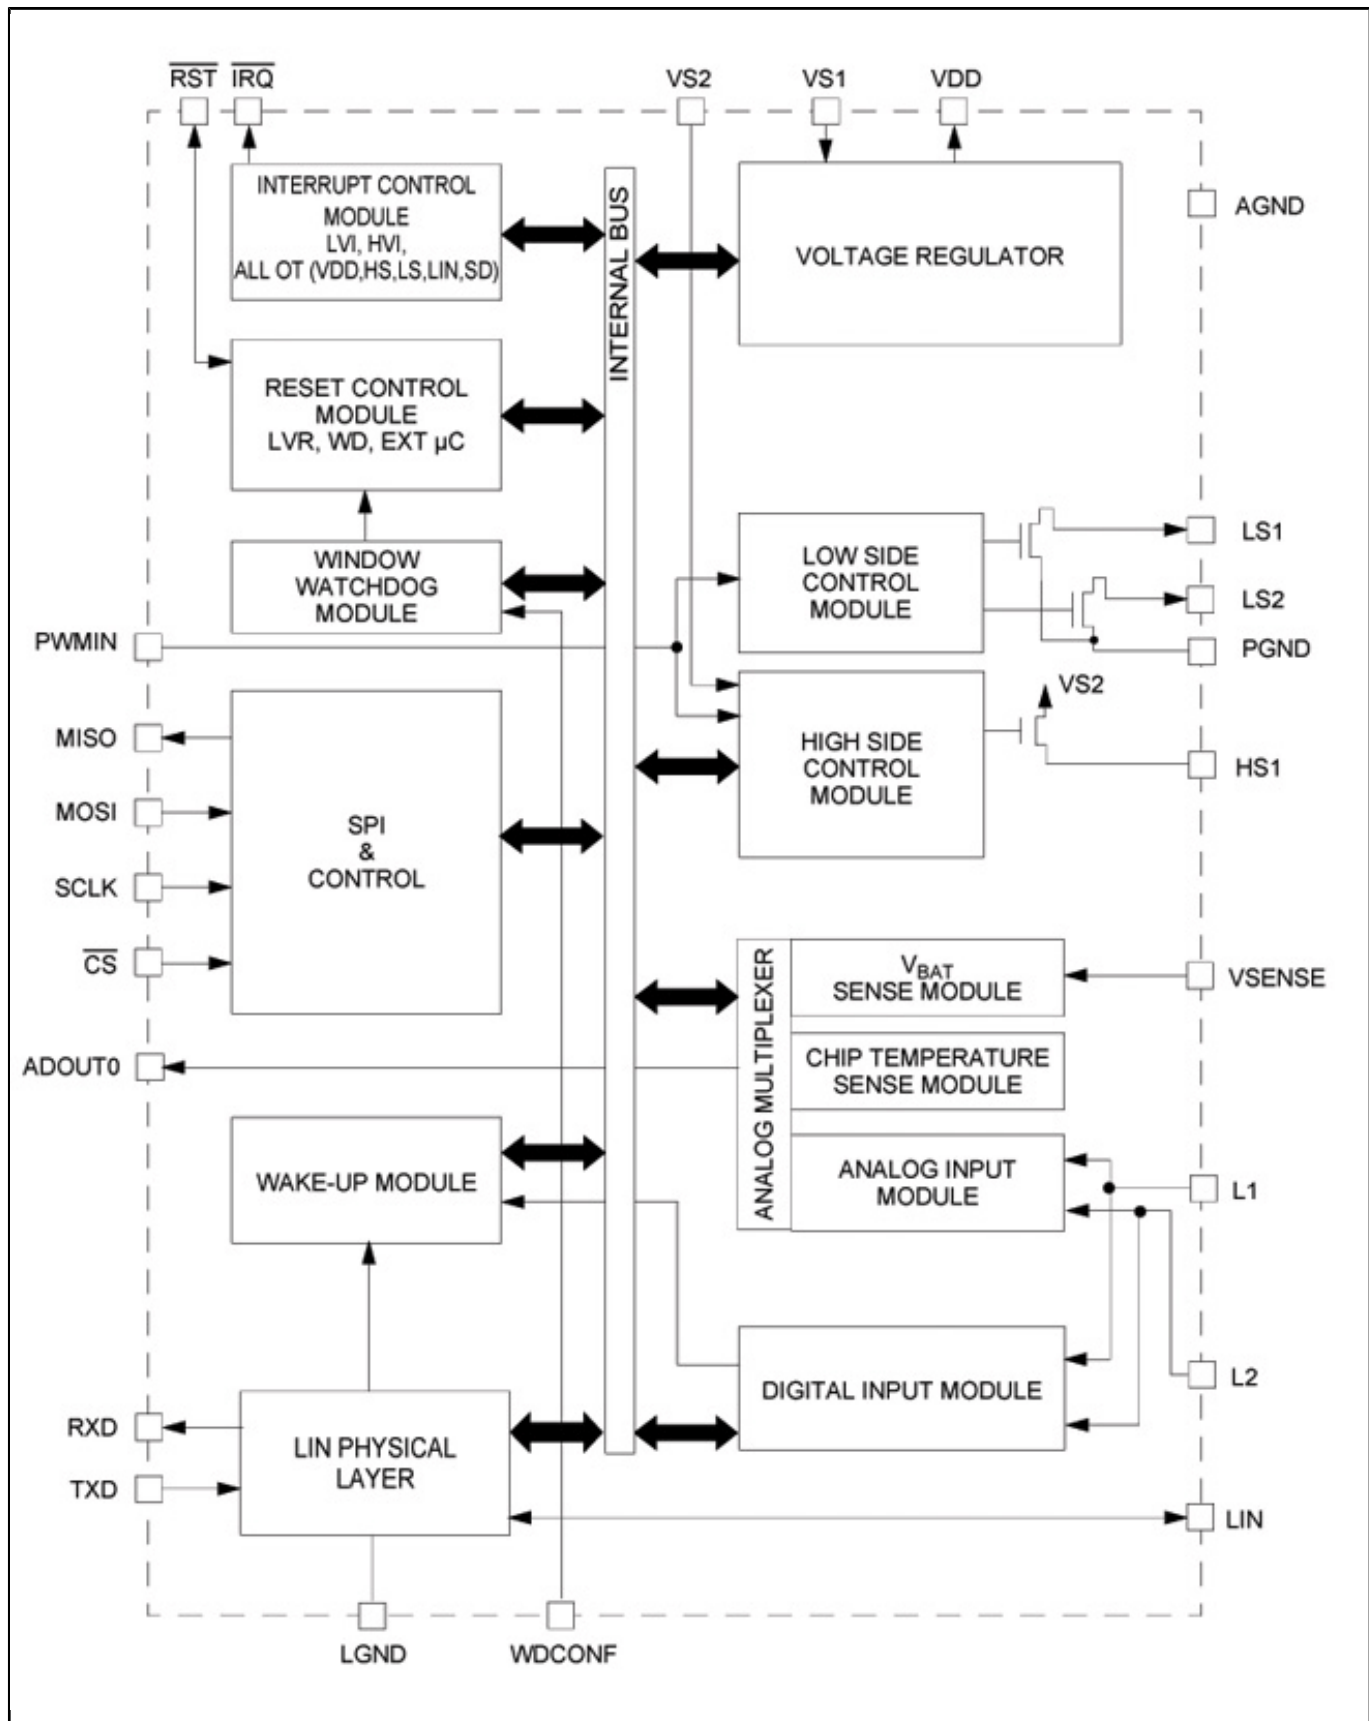 RST IRQ VS2 VS1 VDD
INTERRUPT CONTROL
MODULE
LVI, HVI,
ALL OT (VDD,HS,LS,LIN,SD)
INTERNAL BUS
VOLTAGE REGULATOR
AGND
RESET CONTROL
MODULE
LVR, WD, EXT µC
WINDOW
WATCHDOG
MODULE
LOW SIDE
CONTROL
MODULE
LS1
LS2
PGND
PWMIN
VS2
HIGH SIDE
CONTROL
MODULE
HS1
MISO
MOSI
SCLK
CS
SPI
&
CONTROL
ANALOG MULTIPLEXER
VBAT
SENSE MODULE
VSENSE
CHIP TEMPERATURE
SENSE MODULE
ADOUT0
WAKE-UP MODULE
ANALOG INPUT
MODULE
L1
DIGITAL INPUT MODULE
L2
RXD
TXD
LIN PHYSICAL
LAYER
LIN
LGND
WDCONF